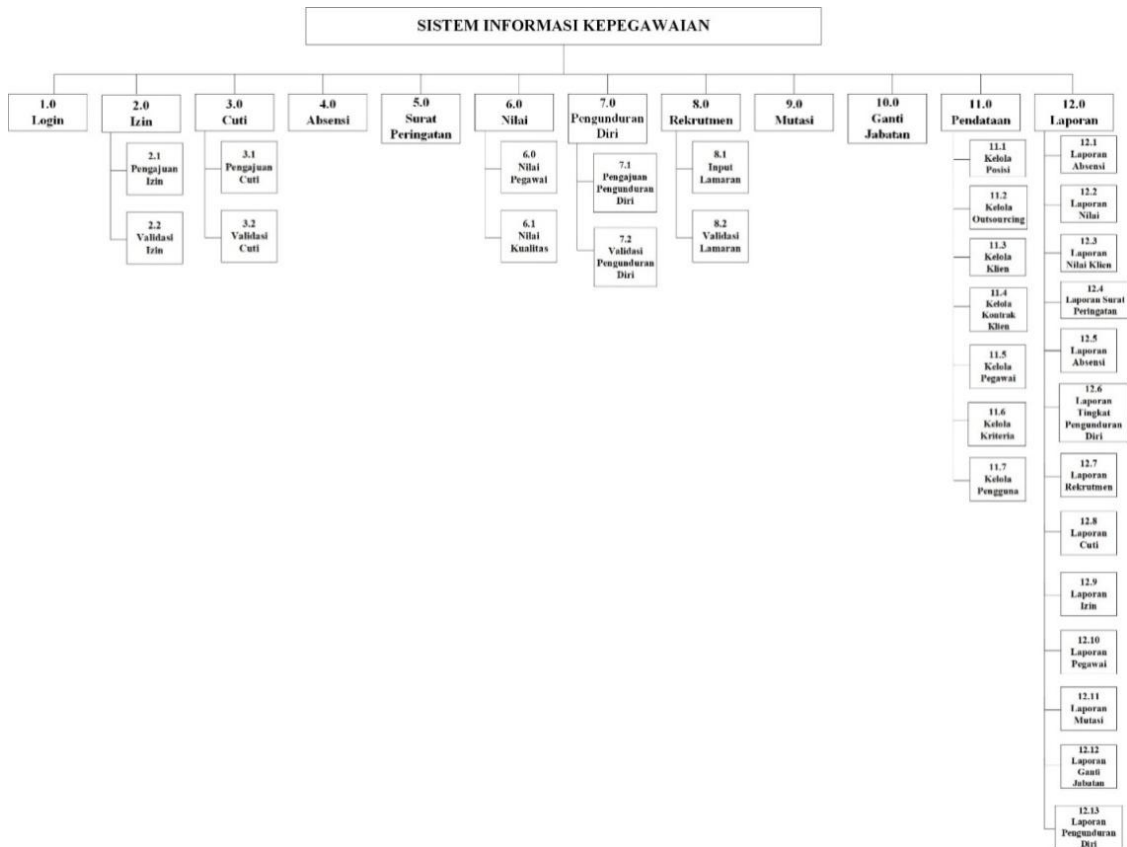 SISTEM INFORMASI KEPEGAWAIAN
1.0
Login
2.0
Izin
2.1
Pengajuan
Izin
2.2
Validasi
Izin
3.0
Cuti
3.1
Pengajuan
Cuti
3.2
Validasi
Cuti
4.0
Absensi
5.0
Surat
Peringatan
6.0
Nilai
6.0
Nilai
Pegawai
6.1
Nilai
Kualitas
7.0
Pengunduran
Diri
7.1
Pengajuan
Pengunduran
Diri
7.2
Validasi
Pengunduran
Diri
8.0
Rekrutmen
8.1
Input
Lamaran
8.2
Validasi
Lamaran
9.0
Mutasi
10.0
Ganti
Jabatan
11.0
Pendataan
11.1
Kelola
Posisi
11.2
Kelola
Outsourcing
11.3
Kelola
Klien
11.4
Kelola
Kontrak
Klien
11.5
Kelola
Pegawai
11.6
Kelola
Kriteria
11.7
Kelola
Pengguna
12.0
Laporan
12.1
Laporan
Absensi
12.2
Laporan
Nilai
12.3
Laporan
Nilai Klien
12.4
Laporan Surat
Peringatan
12.5
Laporan
Absensi
12.6
Laporan
Tingkat
Pengunduran
Diri
12.7
Laporan
Rekrutmen
12.8
Laporan
Cuti
12.9
Laporan
Izin
12.10
Laporan
Pegawai
12.11
Laporan
Mutasi
12.12
Laporan
Ganti
Jabatan
12.13
Laporan
Pengunduran
Diri